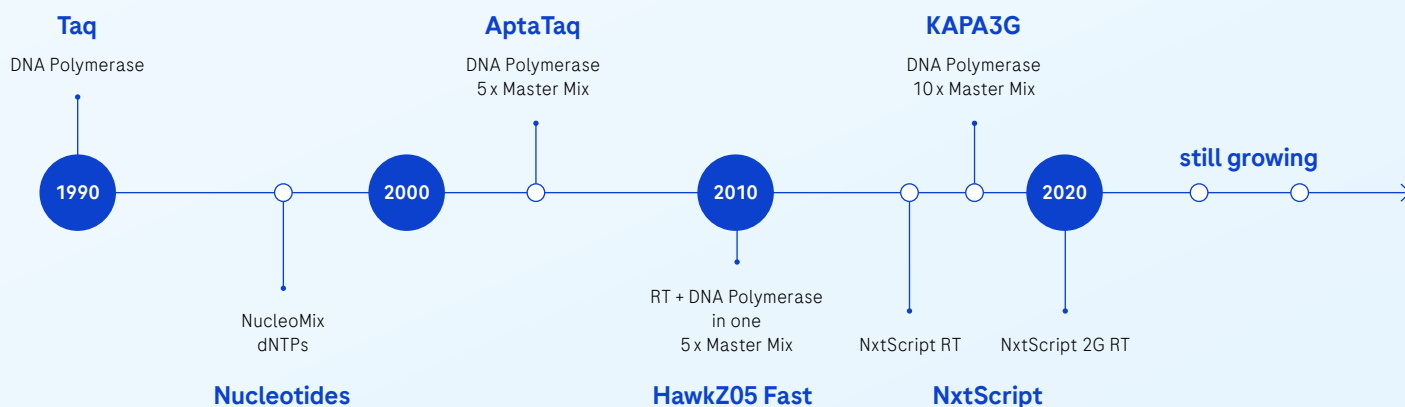 Taq
DNA Polymerase
AptaTaq
DNA Polymerase
5 x Master Mix
KAPA3G
DNA Polymerase
10 x Master Mix
still growing
1990
2000
2010
2020
NucleoMix
dNTPs
Nucleotides
RT + DNA Polymerase
in one
5 x Master Mix
HawkZ05 Fast
NxtScript RT
NxtScript 2G RT
NxtScript